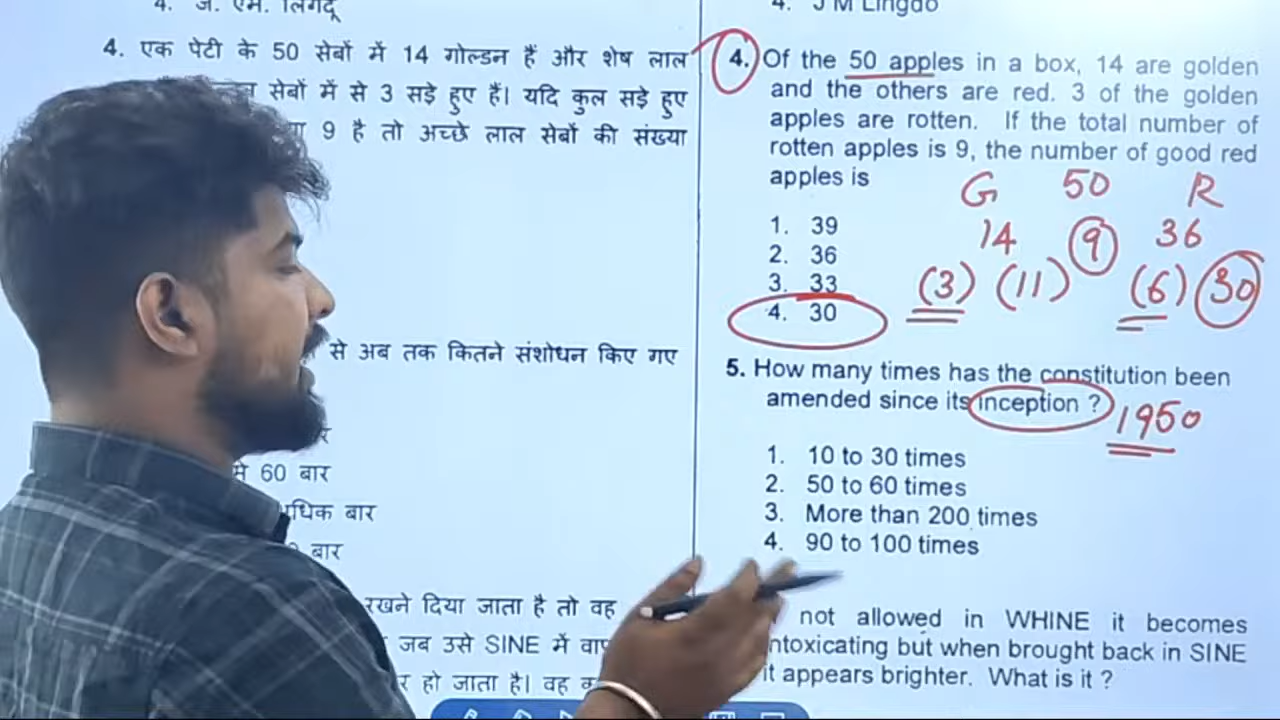 4. जे. एम. लिंगदू
4. एक पेटी के 50 सेबों में 14 गोल्डन हैं और शेष लाल
सेबों में से 3 सड़े हुए हैं। यदि कुल सड़े हुए
9 है तो अच्छे लाल सेबों की संख्या
से अब तक कितने संशोधन किए गए
60 बार
बार
बार
रखने दिया जाता है तो वह
जब उसे SINE में
हो जाता है। वह
4. J M Lingdo
4. Of the 50 apples in a box, 14 are golden
and the others are red. 3 of the golden
apples are rotten. If the total number of
rotten apples is 9, the number of good red
apples is
G 50 R
14 9 36
(3) (11) (6) 30
1. 39
2. 36
3. 33
4. 30
5. How many times has the constitution been
amended since its inception ?
1950
1. 10 to 30 times
2. 50 to 60 times
3. More than 200 times
4. 90 to 100 times
not allowed in WHINE it becomes
ntoxicating but when brought back in SINE
it appears brighter. What is it ?